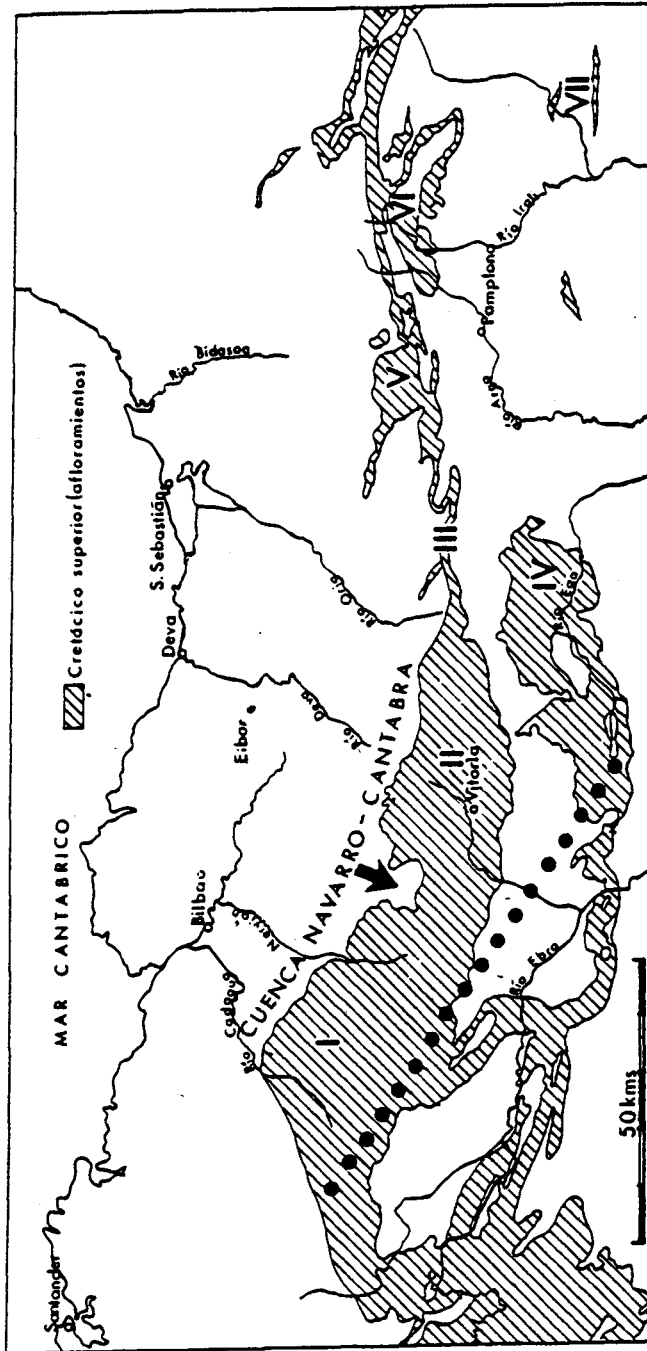 MAR CANTABRICO
Cretácico superior (afloramientos)
Santander
Bilbao
Deva
S. Sebastián
Eibar
Río Bidasoa
Río Cadagua
Nervión
Río Deva
Río Oria
CUENCA NAVARRO-CANTABRA
I
II
III
IV
V
VI
VII
Vitoria
Pamplona
Río Arga
Río Irati
Río Ega
Río Ebro
50 kms